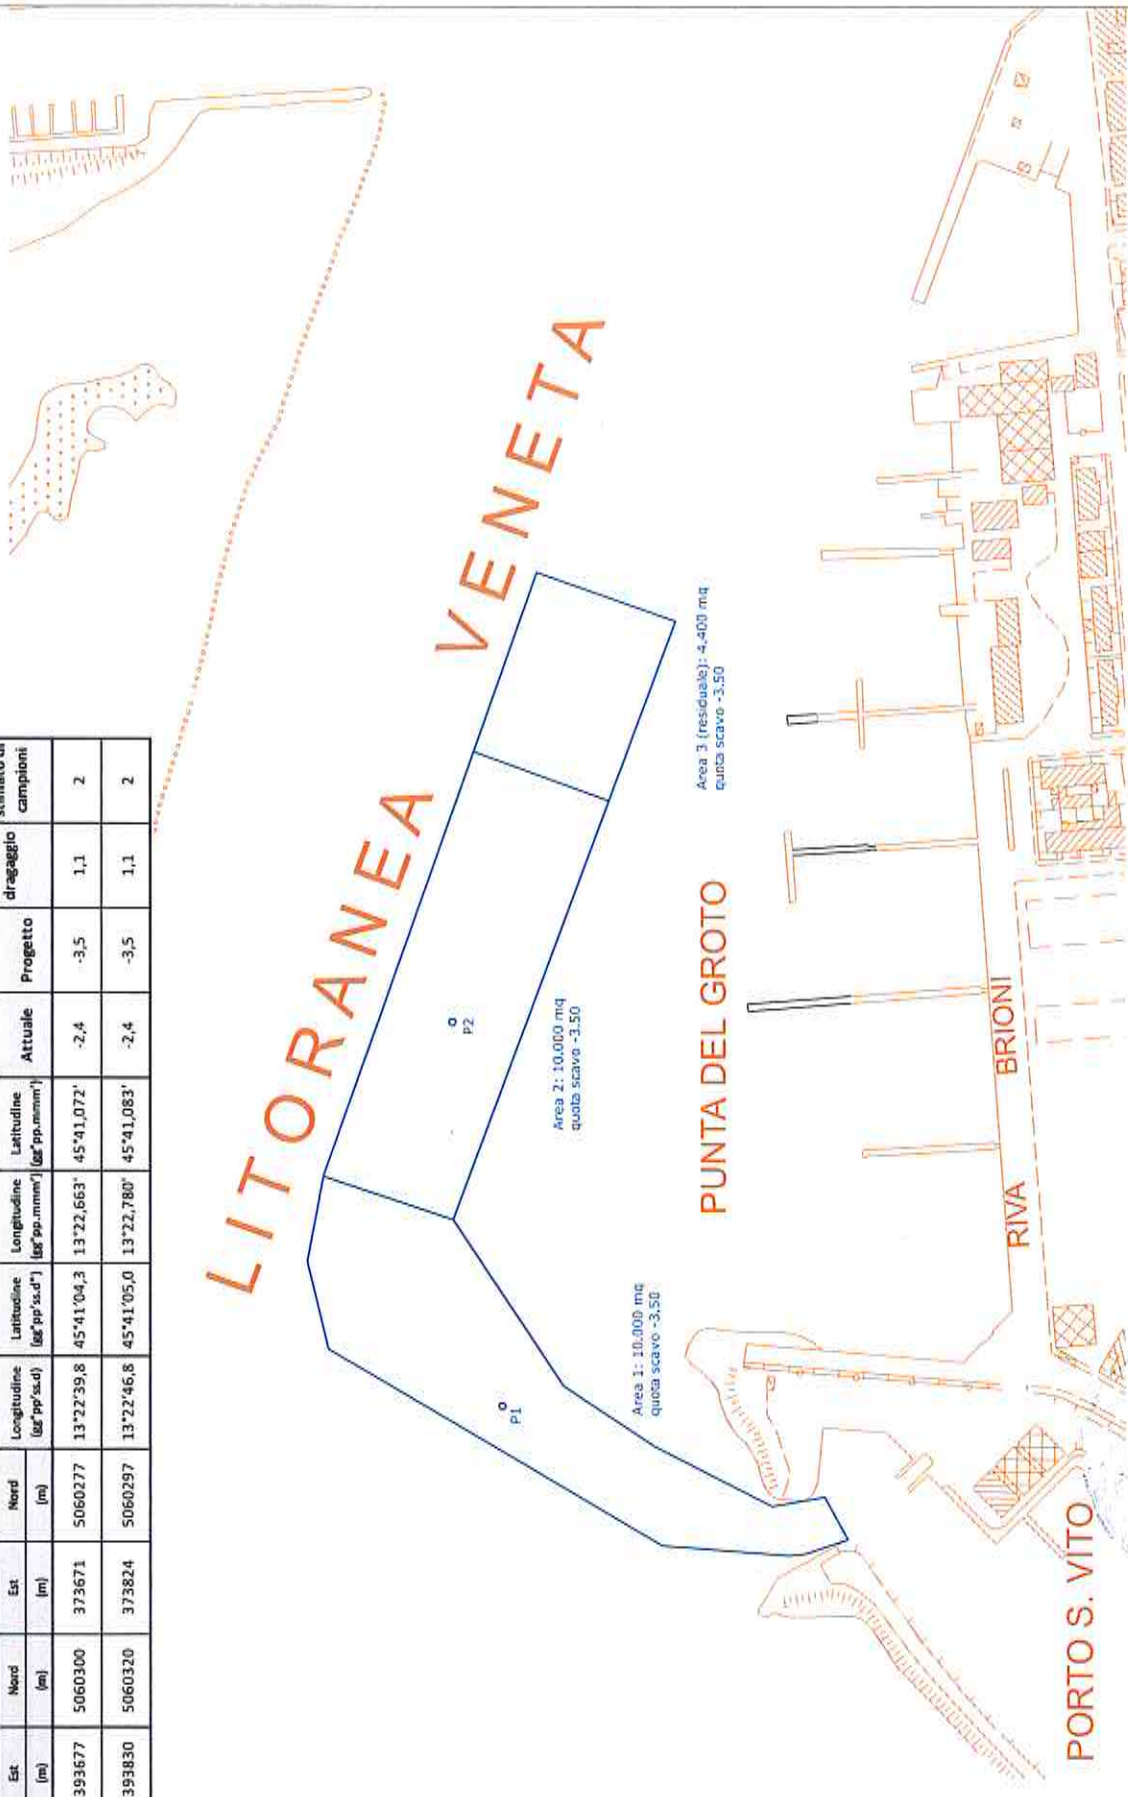 dragaggio
campioni
Attuale
Progetto
Est
(m)
Nord
(m)
Est
(m)
Nord
(m)
Longitudine
(gg°pp'ss.d)
Latitudine
(gg°pp'ss.d")
Longitudine
(gg°pp.mmm')
Latitudine
(gg°pp.mmm')
393677 5060300 373671 5060277 13°22'39,8 45°41'04,3 13°22,663' 45°41,072' -2,4 -3,5 1,1 2
393830 5060320 373824 5060297 13°22'46,8 45°41'05,0 13°22,780' 45°41,083' -2,4 -3,5 1,1 2
LITORANEA VENETA
P1
P2
Area 1: 10.000 mq
quota scavo -3.50
Area 2: 10.000 mq
quota scavo -3.50
Area 3 (residuale): 4.400 mq
quota scavo -3.50
PUNTA DEL GROTO
RIVA BRIONI
PORTO S. VITO